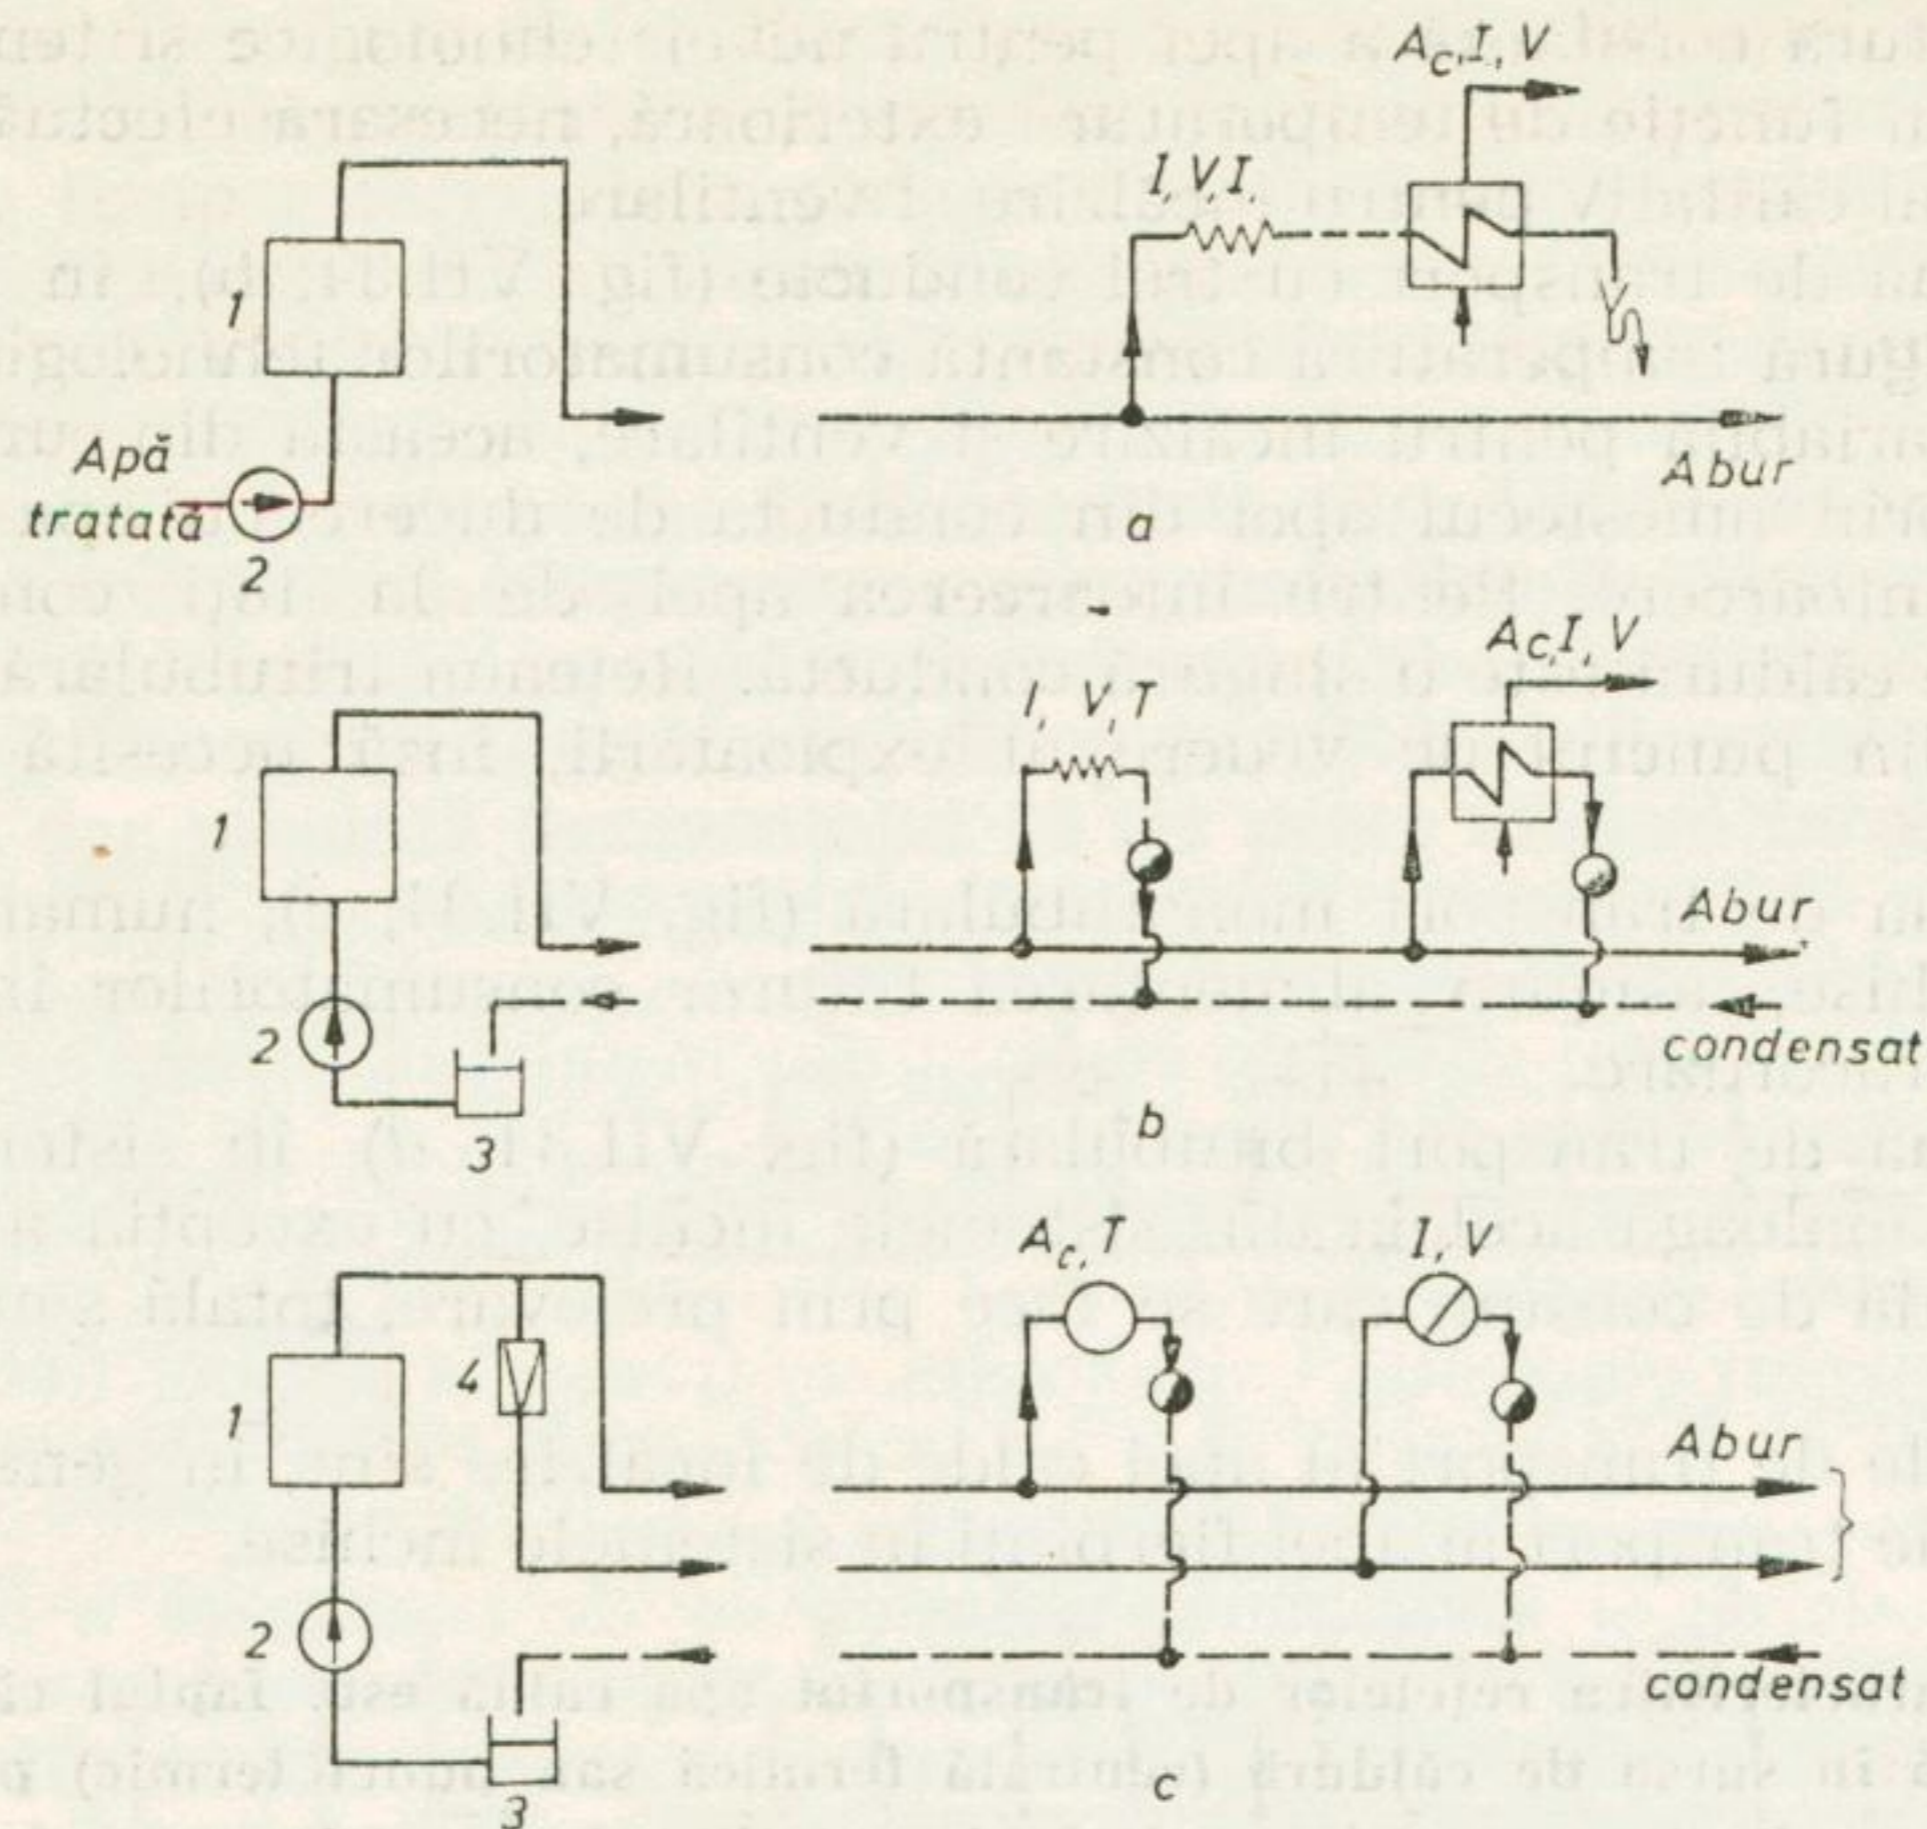 A_c, I, V
I, V, I.
1
Apă
tratată
2
Abur
a
A_c, I, V
I, V, T
1
Abur
2
condensat
3
b
A_c, T
I, V
4
1
Abur
2
condensat
3
c